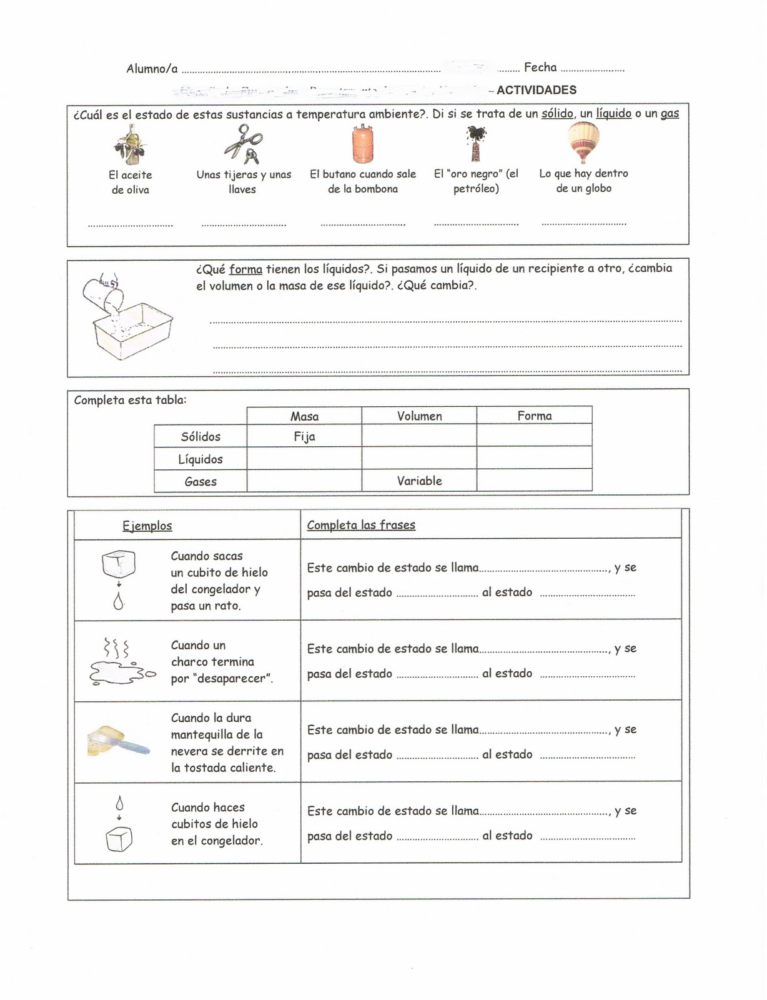 Alumno/a ........................................................................................ ......... Fecha ......................
– ACTIVIDADES
¿Cuál es el estado de estas sustancias a temperatura ambiente?. Di si se trata de un sólido, un líquido o un gas
El aceite
de oliva
Unas tijeras y unas
llaves
El butano cuando sale
de la bombona
El "oro negro" (el
petróleo)
Lo que hay dentro
de un globo
............................. ............................. ............................. ............................. .............................
¿Qué forma tienen los líquidos?. Si pasamos un líquido de un recipiente a otro, ¿cambia
el volumen o la masa de ese líquido?. ¿Qué cambia?.
Completa esta tabla:
Masa Volumen Forma
Sólidos Fija
Líquidos
Gases Variable
Ejemplos
Completa las frases
Cuando sacas
un cubito de hielo
del congelador y
pasa un rato.
Este cambio de estado se llama..........................................., y se
pasa del estado ............................ al estado ................................
Cuando un
charco termina
por "desaparecer".
Este cambio de estado se llama..........................................., y se
pasa del estado ............................ al estado ................................
Cuando la dura
mantequilla de la
nevera se derrite en
la tostada caliente.
Este cambio de estado se llama..........................................., y se
pasa del estado ............................ al estado ................................
Cuando haces
cubitos de hielo
en el congelador.
Este cambio de estado se llama..........................................., y se
pasa del estado ............................ al estado ................................